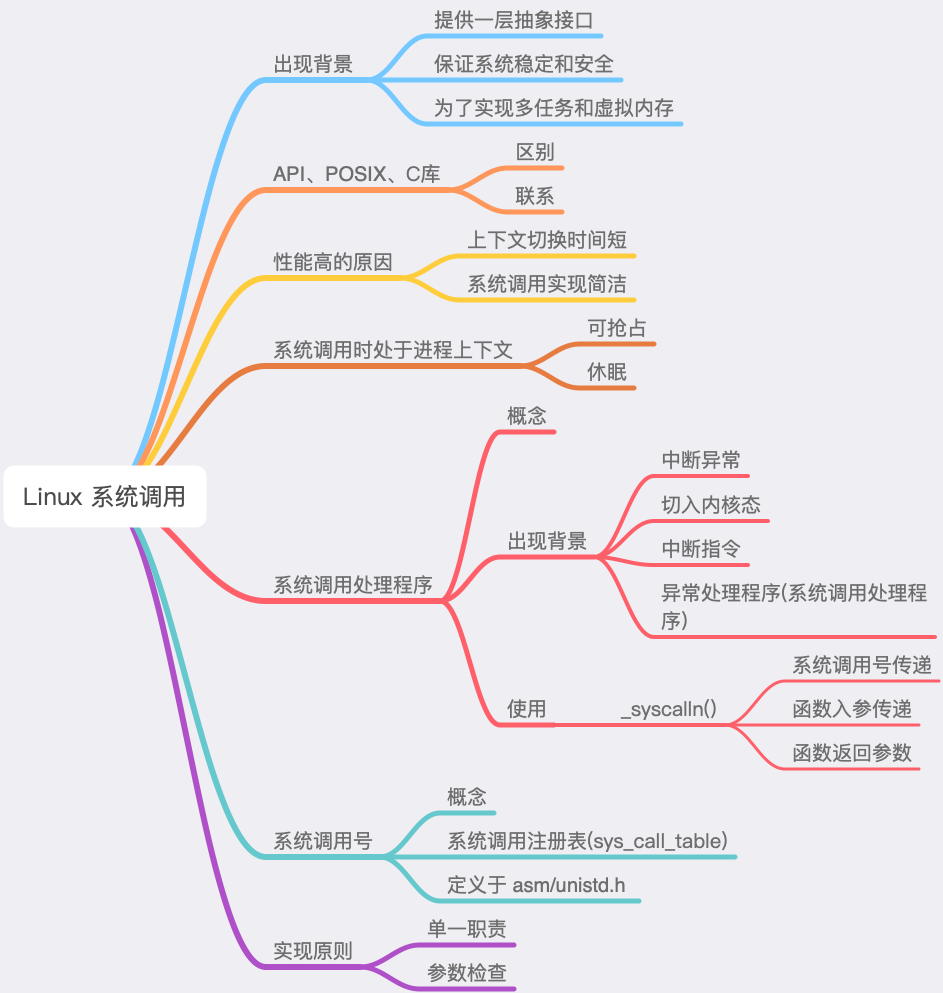 提供一层抽象接口
出现背景
保证系统稳定和安全
为了实现多任务和虚拟内存
区别
API、POSIX、C库
联系
上下文切换时间短
性能高的原因
系统调用实现简洁
可抢占
系统调用时处于进程上下文
休眠
概念
中断异常
Linux 系统调用
切入内核态
出现背景
中断指令
系统调用处理程序
异常处理程序(系统调用处理程
序)
系统调用号传递
使用
_syscalln()
函数入参传递
函数返回参数
概念
系统调用号
系统调用注册表(sys_call_table)
定义于 asm/unistd.h
单一职责
实现原则
参数检查